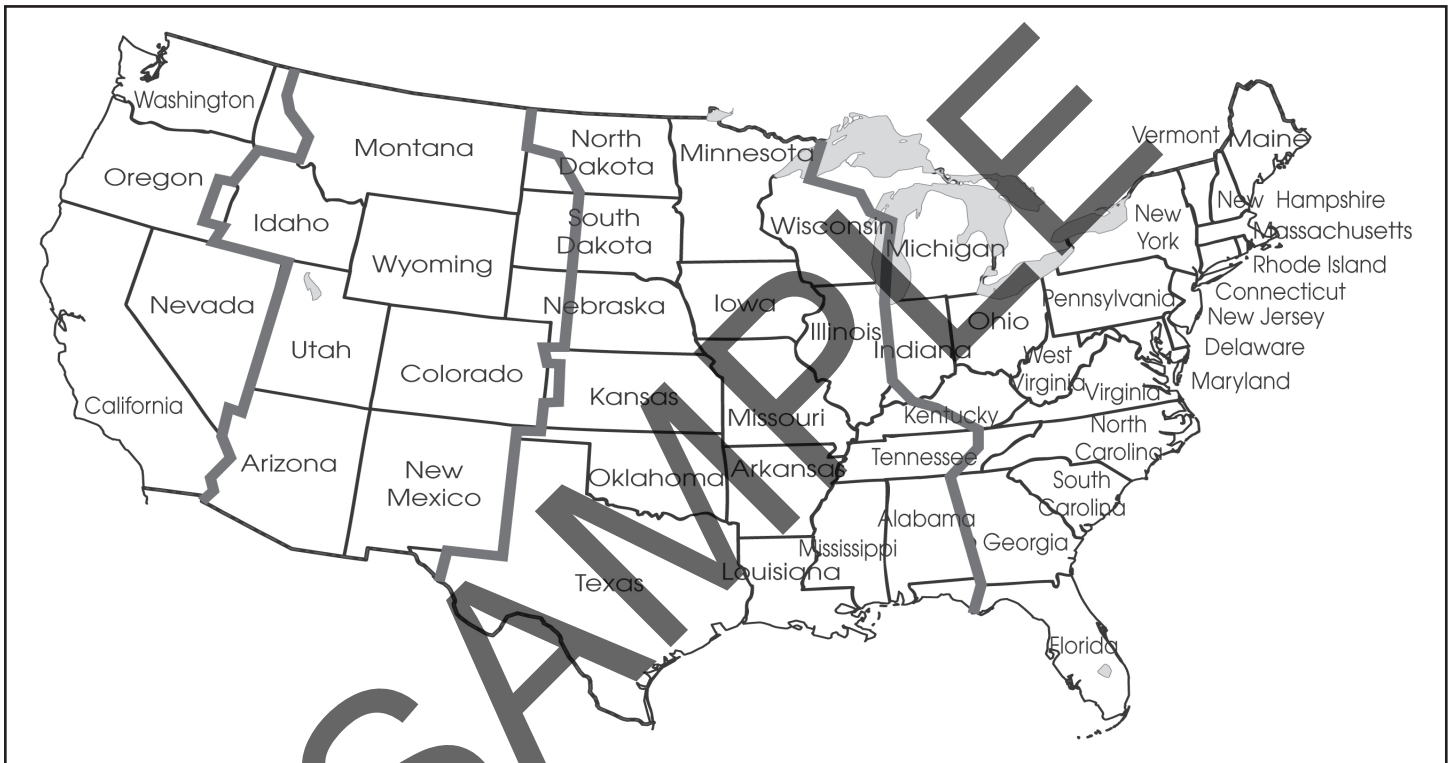 Washington
Montana
North
Dakota
Minnesota
Vermont
Maine
Oregon
Idaho
South
Dakota
Wisconsin
Michigan
New
York
New Hampshire
Massachusetts
Wyoming
Rhode Island
Nevada
Nebraska
Iowa
Pennsylvania
Connecticut
New Jersey
Utah
Illinois
Indiana
Ohio
Delaware
Colorado
West
Virginia
Virginia
Maryland
California
Kansas
Missouri
Kentucky
North
Carolina
Arizona
New
Mexico
Oklahoma
Arkansas
Tennessee
South
Carolina
Alabama
Georgia
Mississippi
Louisiana
Texas
Florida
SAMPLE